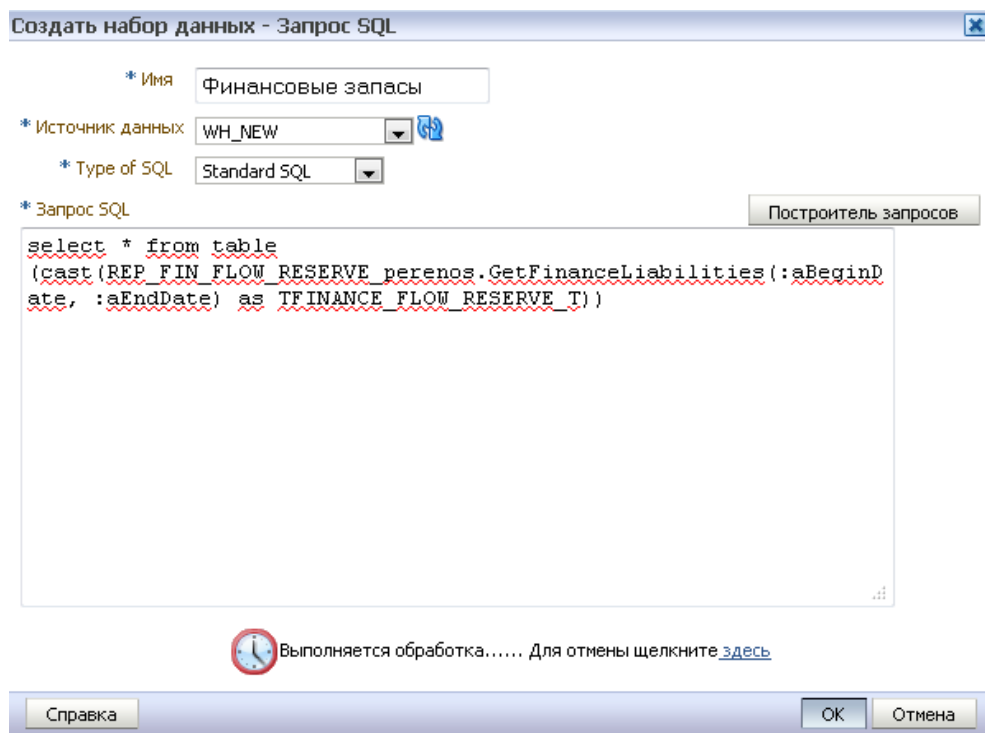 Создать набор данных - Запрос SQL
* Имя Финансовые запасы
* Источник данных WH_NEW
* Type of SQL Standard SQL
* Запрос SQL Построитель запросов
select * from table
(cast(REP_FIN_FLOW_RESERVE_perenos.GetFinanceLiabilities(:aBeginD
ate, :aEndDate) as TFINANCE_FLOW_RESERVE_T))
Выполняется обработка...... Для отмены щелкните здесь
Справка OK Отмена